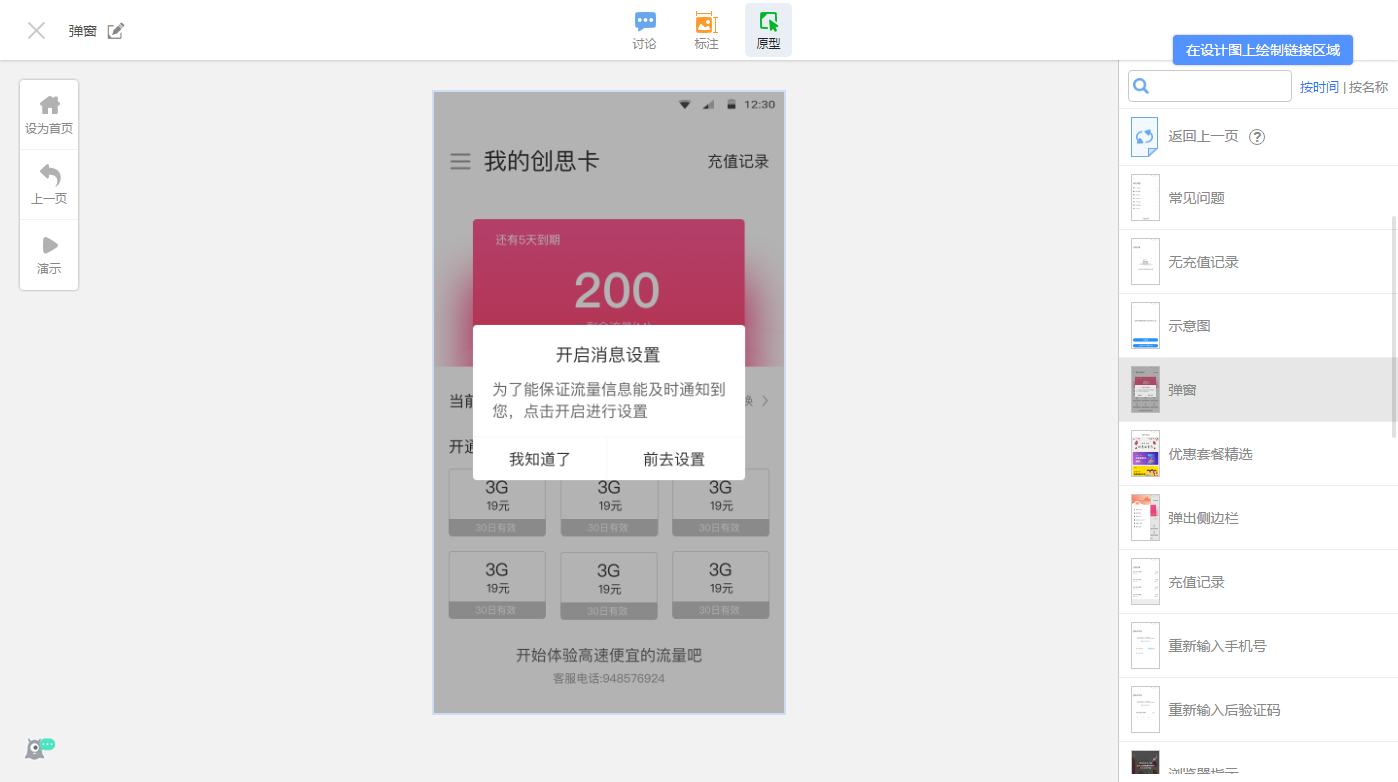 弹窗
讨论
标注
原型
在设计图上绘制链接区域
按时间 | 按名称
设为首页
上一页
演示
12:30
我的创思卡
充值记录
还有5天到期
200
开启消息设置
为了能保证流量信息能及时通知到
您，点击开启进行设置
我知道了
前去设置
当前
换
开通
3G
19元
30日有效
3G
19元
30日有效
3G
19元
30日有效
3G
19元
30日有效
3G
19元
30日有效
3G
19元
30日有效
开始体验高速便宜的流量吧
客服电话:948576924
返回上一页 ?
常见问题
无充值记录
示意图
弹窗
优惠套餐精选
弹出侧边栏
充值记录
重新输入手机号
重新输入后验证码
浏览器指示